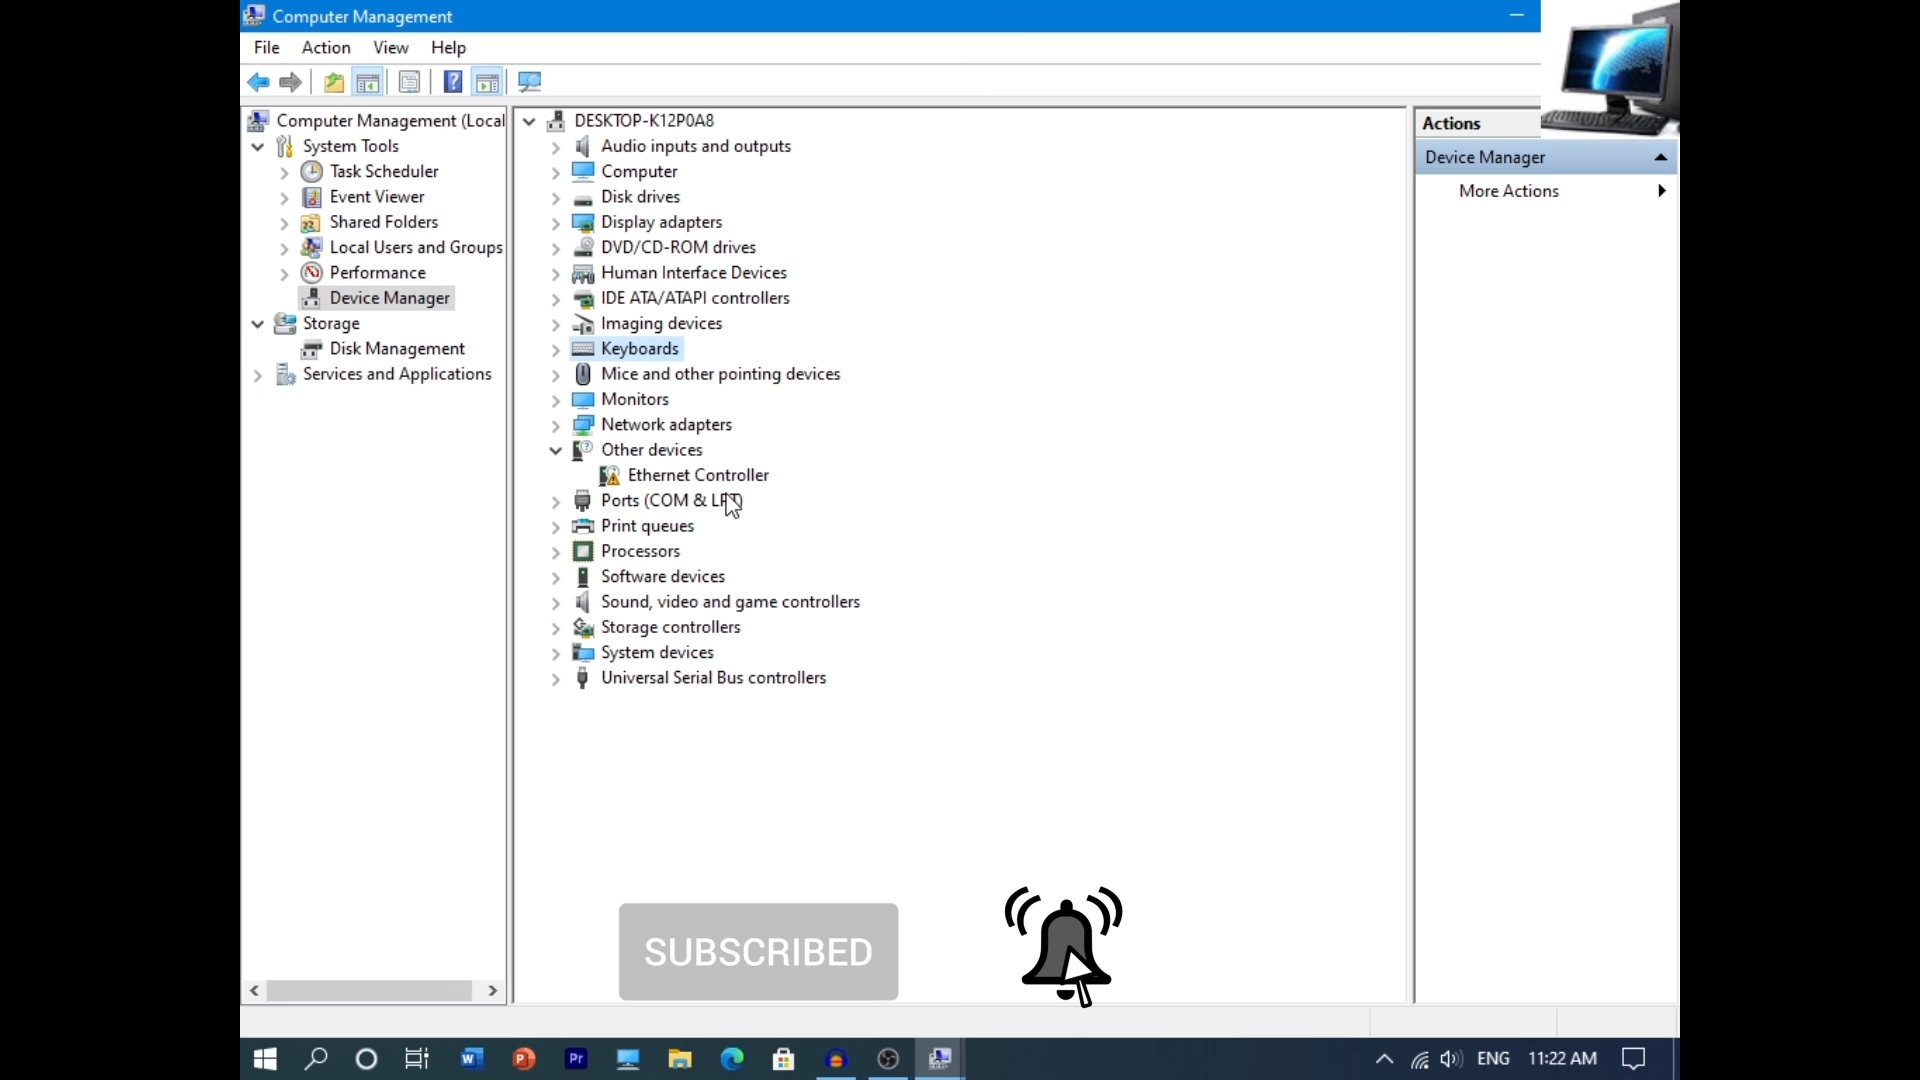 Computer Management
File Action View Help
Computer Management (Local
System Tools
Task Scheduler
Event Viewer
Shared Folders
Local Users and Groups
Performance
Device Manager
Storage
Disk Management
Services and Applications
DESKTOP-K12P0A8
Audio inputs and outputs
Computer
Disk drives
Display adapters
DVD/CD-ROM drives
Human Interface Devices
IDE ATA/ATAPI controllers
Imaging devices
Keyboards
Mice and other pointing devices
Monitors
Network adapters
Other devices
Ethernet Controller
Ports (COM & LPT)
Print queues
Processors
Software devices
Sound, video and game controllers
Storage controllers
System devices
Universal Serial Bus controllers
Actions
Device Manager
More Actions
SUBSCRIBED
W P Pr ENG 11:22 AM